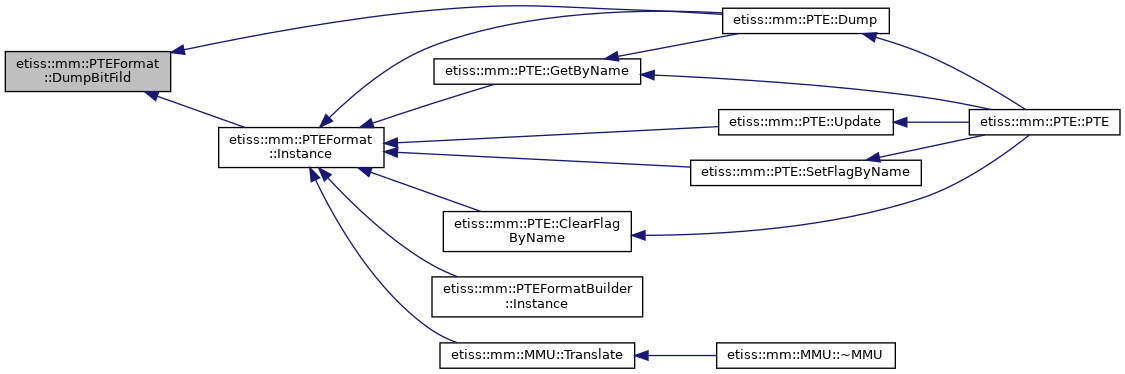 etiss::mm::PTEFormat
::DumpBitFild
etiss::mm::PTEFormat
::Instance
etiss::mm::PTE::Dump
etiss::mm::PTE::GetByName
etiss::mm::PTE::Update
etiss::mm::PTE::PTE
etiss::mm::PTE::SetFlagByName
etiss::mm::PTE::ClearFlag
ByName
etiss::mm::PTEFormatBuilder
::Instance
etiss::mm::MMU::Translate
etiss::mm::MMU::~MMU